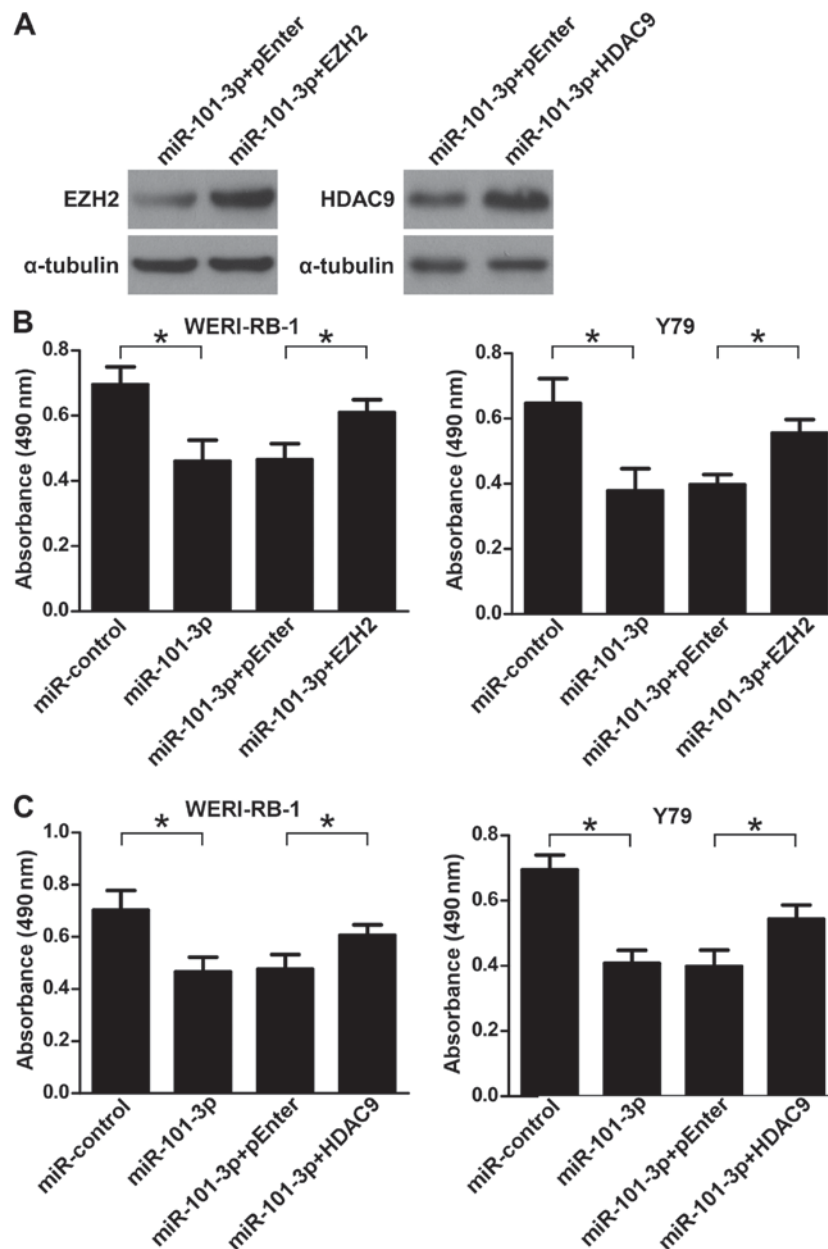 A
miR-101-3p+pEnter
miR-101-3p+EZH2
miR-101-3p+pEnter
miR-101-3p+HDAC9
EZH2
HDAC9
α-tubulin
α-tubulin
B
WERI-RB-1
*
*
Absorbance (490 nm)
0.8
0.6
0.4
0.2
0.0
miR-control
miR-101-3p
miR-101-3p+pEnter
miR-101-3p+EZH2
Y79
*
*
Absorbance (490 nm)
0.8
0.6
0.4
0.2
0.0
miR-control
miR-101-3p
miR-101-3p+pEnter
miR-101-3p+EZH2
C
WERI-RB-1
*
*
Absorbance (490 nm)
1.0
0.8
0.6
0.4
0.2
0.0
miR-control
miR-101-3p
miR-101-3p+pEnter
miR-101-3p+HDAC9
Y79
*
*
Absorbance (490 nm)
0.8
0.6
0.4
0.2
0.0
miR-control
miR-101-3p
miR-101-3p+pEnter
miR-101-3p+HDAC9